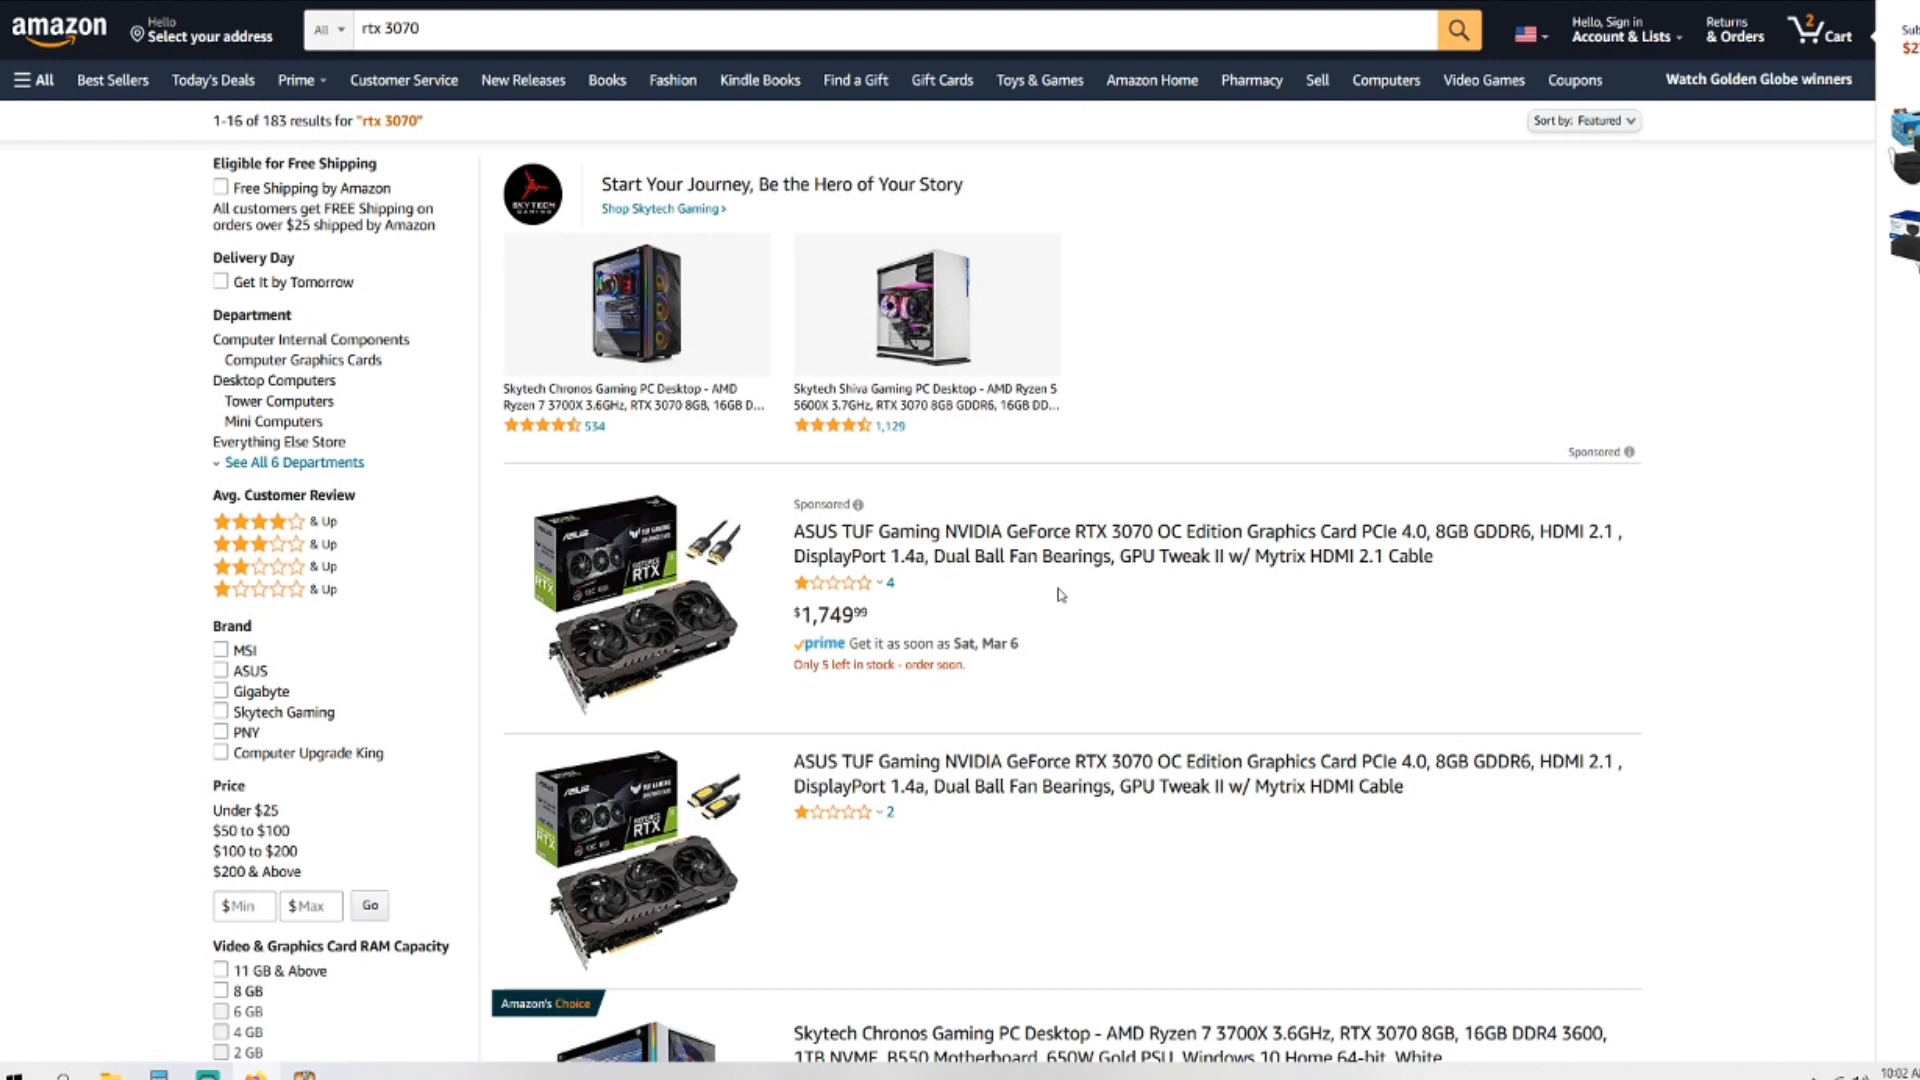 amazon
Hello
Select your address
All
rtx 3070
Hello, Sign in
Account & Lists
Returns
& Orders
2
Cart
Sub
$2
All
Best Sellers
Today's Deals
Prime
Customer Service
New Releases
Books
Fashion
Kindle Books
Find a Gift
Gift Cards
Toys & Games
Amazon Home
Pharmacy
Sell
Computers
Video Games
Coupons
Watch Golden Globe winners
1-16 of 183 results for "rtx 3070"
Sort by: Featured
Eligible for Free Shipping
Free Shipping by Amazon
All customers get FREE Shipping on
orders over $25 shipped by Amazon
Delivery Day
Get It by Tomorrow
Department
Computer Internal Components
Computer Graphics Cards
Desktop Computers
Tower Computers
Mini Computers
Everything Else Store
See All 6 Departments
Avg. Customer Review
& Up
& Up
& Up
& Up
Brand
MSI
ASUS
Gigabyte
Skytech Gaming
PNY
Computer Upgrade King
Price
Under $25
$50 to $100
$100 to $200
$200 & Above
$ Min
$ Max
Go
Video & Graphics Card RAM Capacity
11 GB & Above
8 GB
6 GB
4 GB
2 GB
SKYTECH
GAMING
Start Your Journey, Be the Hero of Your Story
Shop Skytech Gaming ›
Skytech Chronos Gaming PC Desktop - AMD
Ryzen 7 3700X 3.6GHz, RTX 3070 8GB, 16GB D...
534
Skytech Shiva Gaming PC Desktop - AMD Ryzen 5
5600X 3.7GHz, RTX 3070 8GB GDDR6, 16GB DD...
1,129
Sponsored
Sponsored
ASUS TUF Gaming NVIDIA GeForce RTX 3070 OC Edition Graphics Card PCIe 4.0, 8GB GDDR6, HDMI 2.1 ,
DisplayPort 1.4a, Dual Ball Fan Bearings, GPU Tweak II w/ Mytrix HDMI 2.1 Cable
4
$1,749 99
prime Get it as soon as Sat, Mar 6
Only 5 left in stock - order soon.
ASUS
TUF GAMING
GEFORCE
RTX
RTX
ASUS TUF Gaming NVIDIA GeForce RTX 3070 OC Edition Graphics Card PCIe 4.0, 8GB GDDR6, HDMI 2.1 ,
DisplayPort 1.4a, Dual Ball Fan Bearings, GPU Tweak II w/ Mytrix HDMI Cable
2
ASUS
TUF GAMING
GEFORCE
RTX
RTX
Amazon's Choice
Skytech Chronos Gaming PC Desktop - AMD Ryzen 7 3700X 3.6GHz, RTX 3070 8GB, 16GB DDR4 3600,
1TB NVME, B550 Motherboard, 650W Gold PSU, Windows 10 Home 64-bit, White
10:02 A